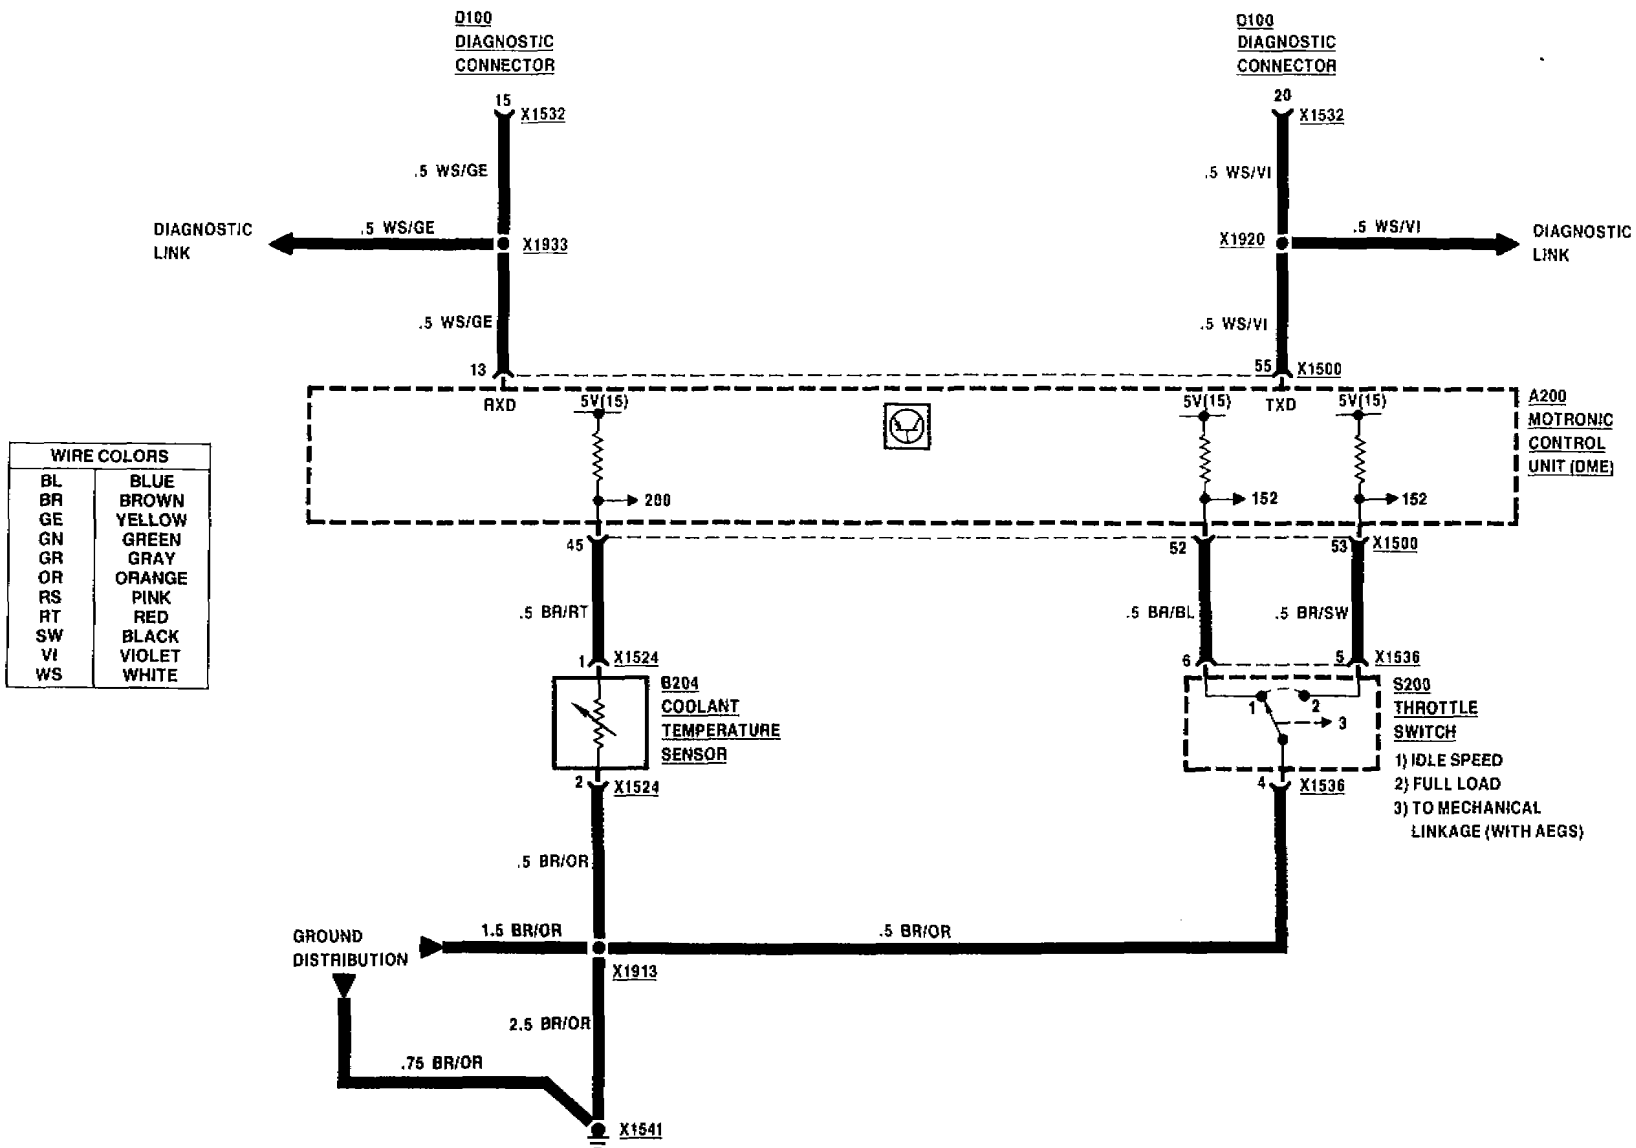 D100
DIAGNOSTIC
CONNECTOR
15
X1532
.5 WS/GE
DIAGNOSTIC
LINK
.5 WS/GE
X1933
.5 WS/GE
13
D100
DIAGNOSTIC
CONNECTOR
20
X1532
.5 WS/VI
X1920
.5 WS/VI
DIAGNOSTIC
LINK
.5 WS/VI
55
X1500
RXD
5V(15)
200
5V(15)
152
TXD
5V(15)
152
A200
MOTRONIC
CONTROL
UNIT (DME)
WIRE COLORS
BL BLUE
BR BROWN
GE YELLOW
GN GREEN
GR GRAY
OR ORANGE
RS PINK
RT RED
SW BLACK
VI VIOLET
WS WHITE
45
52
53
X1500
.5 BR/RT
.5 BR/BL
.5 BR/SW
1
X1524
B204
COOLANT
TEMPERATURE
SENSOR
2
X1524
6
5
X1536
1
2
3
S200
THROTTLE
SWITCH
1) IDLE SPEED
2) FULL LOAD
3) TO MECHANICAL
LINKAGE (WITH AEGS)
4
X1536
.5 BR/OR
GROUND
DISTRIBUTION
1.5 BR/OR
.5 BR/OR
X1913
2.5 BR/OR
.75 BR/OR
X1541